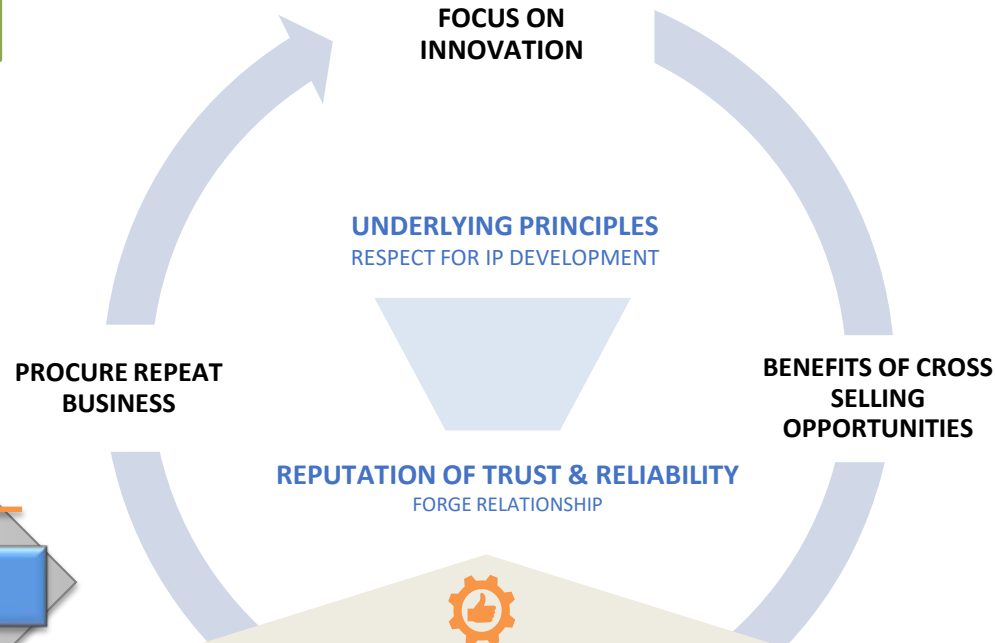 FOCUS ON
INNOVATION
UNDERLYING PRINCIPLES
RESPECT FOR IP DEVELOPMENT
PROCURE REPEAT
BUSINESS
BENEFITS OF CROSS
SELLING
OPPORTUNITIES
REPUTATION OF TRUST & RELIABILITY
FORGE RELATIONSHIP